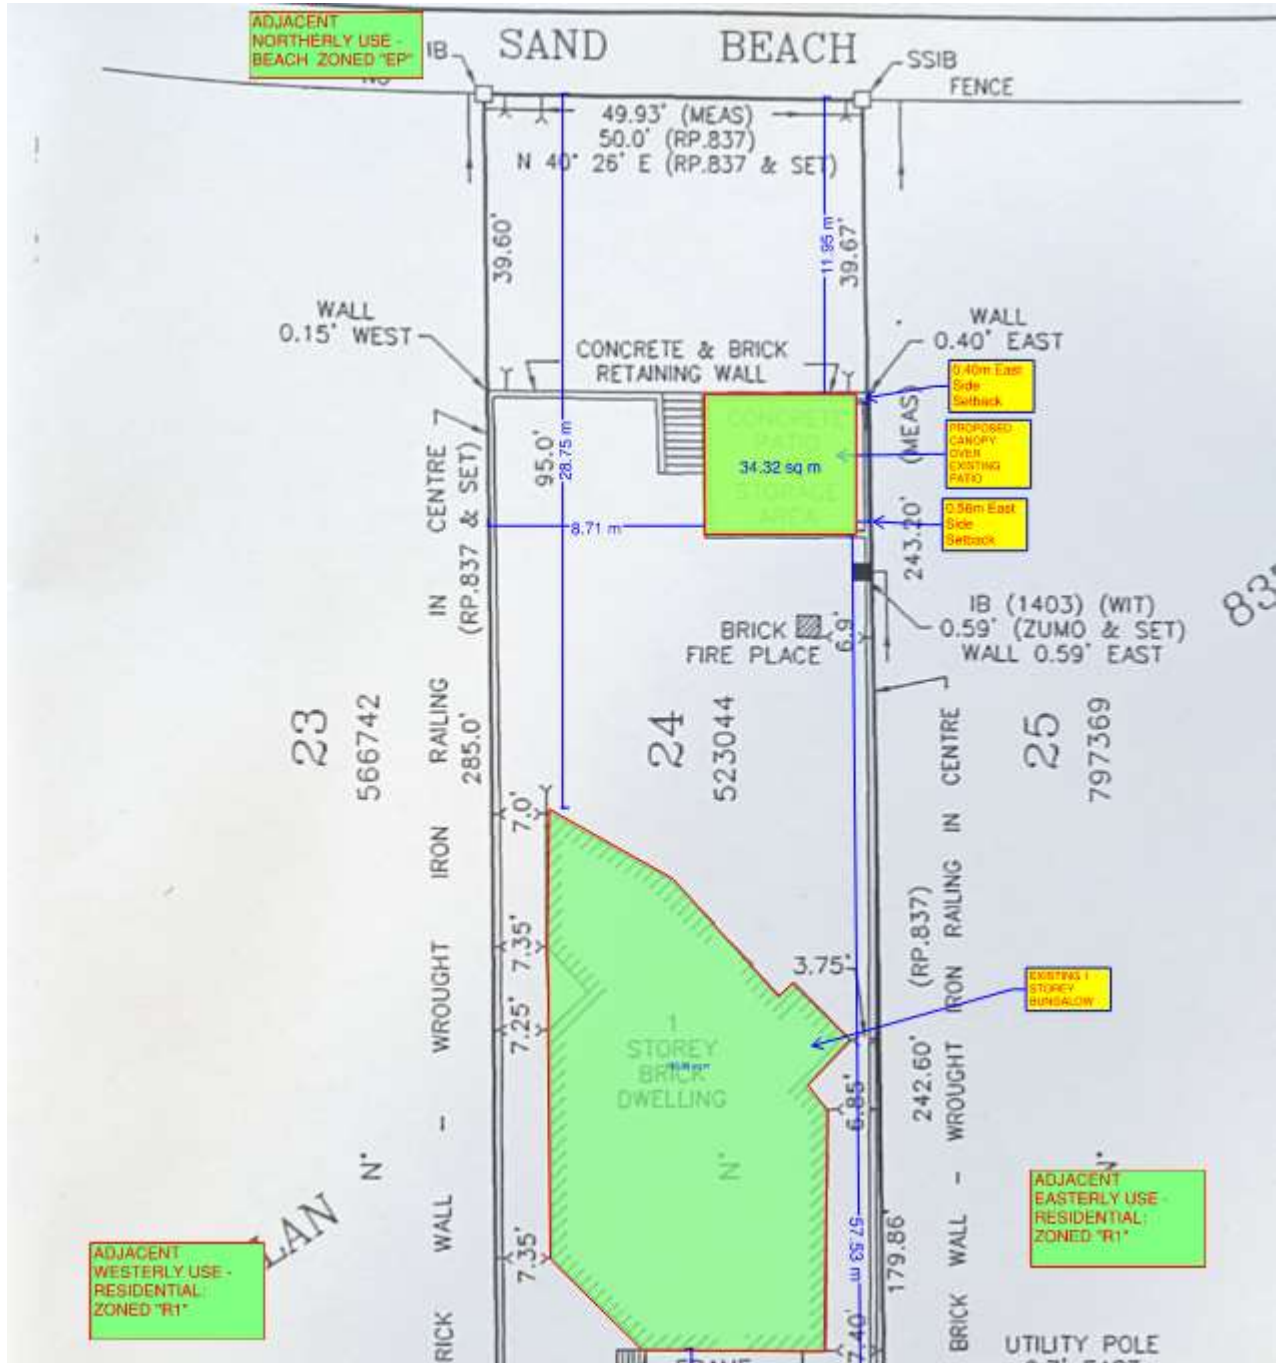 ADJACENT
NORTHERLY USE -
BEACH ZONED "EP"
IB
SAND BEACH
SSIB
FENCE
49.93' (MEAS)
50.0' (RP.837)
N 40° 26' E (RP.837 & SET)
39.60'
11.95 m
39.67'
WALL
0.15' WEST
CONCRETE & BRICK
RETAINING WALL
WALL
0.40' EAST
0.40m East
Side
Setback
PROPOSED
CANOPY
OVER
EXISTING
PATIO
0.56m East
Side
Setback
CONCRETE
PATIO
34.32 sq m
STORAGE
AREA
95.0'
28.75 m
8.71 m
(MEAS)
243.20'
IB (1403) (WIT)
0.59' (ZUMO & SET)
WALL 0.59' EAST
BRICK
FIRE PLACE
6.9'
23
566742
24
523044
25
797369
RICK WALL - WROUGHT IRON RAILING IN CENTRE
285.0' (RP.837 & SET)
BRICK WALL - WROUGHT IRON RAILING IN CENTRE
242.60' (RP.837)
7.0'
7.35'
7.25'
3.75'
EXISTING 1
STOREY
BUNGALOW
1
STOREY
BRICK
DWELLING
6.85'
N'
N'
57.53 m
179.86'
7.35'
7.40'
LAN
ADJACENT
WESTERLY USE -
RESIDENTIAL:
ZONED "R1"
ADJACENT
EASTERLY USE -
RESIDENTIAL:
ZONED "R1"
UTILITY POLE